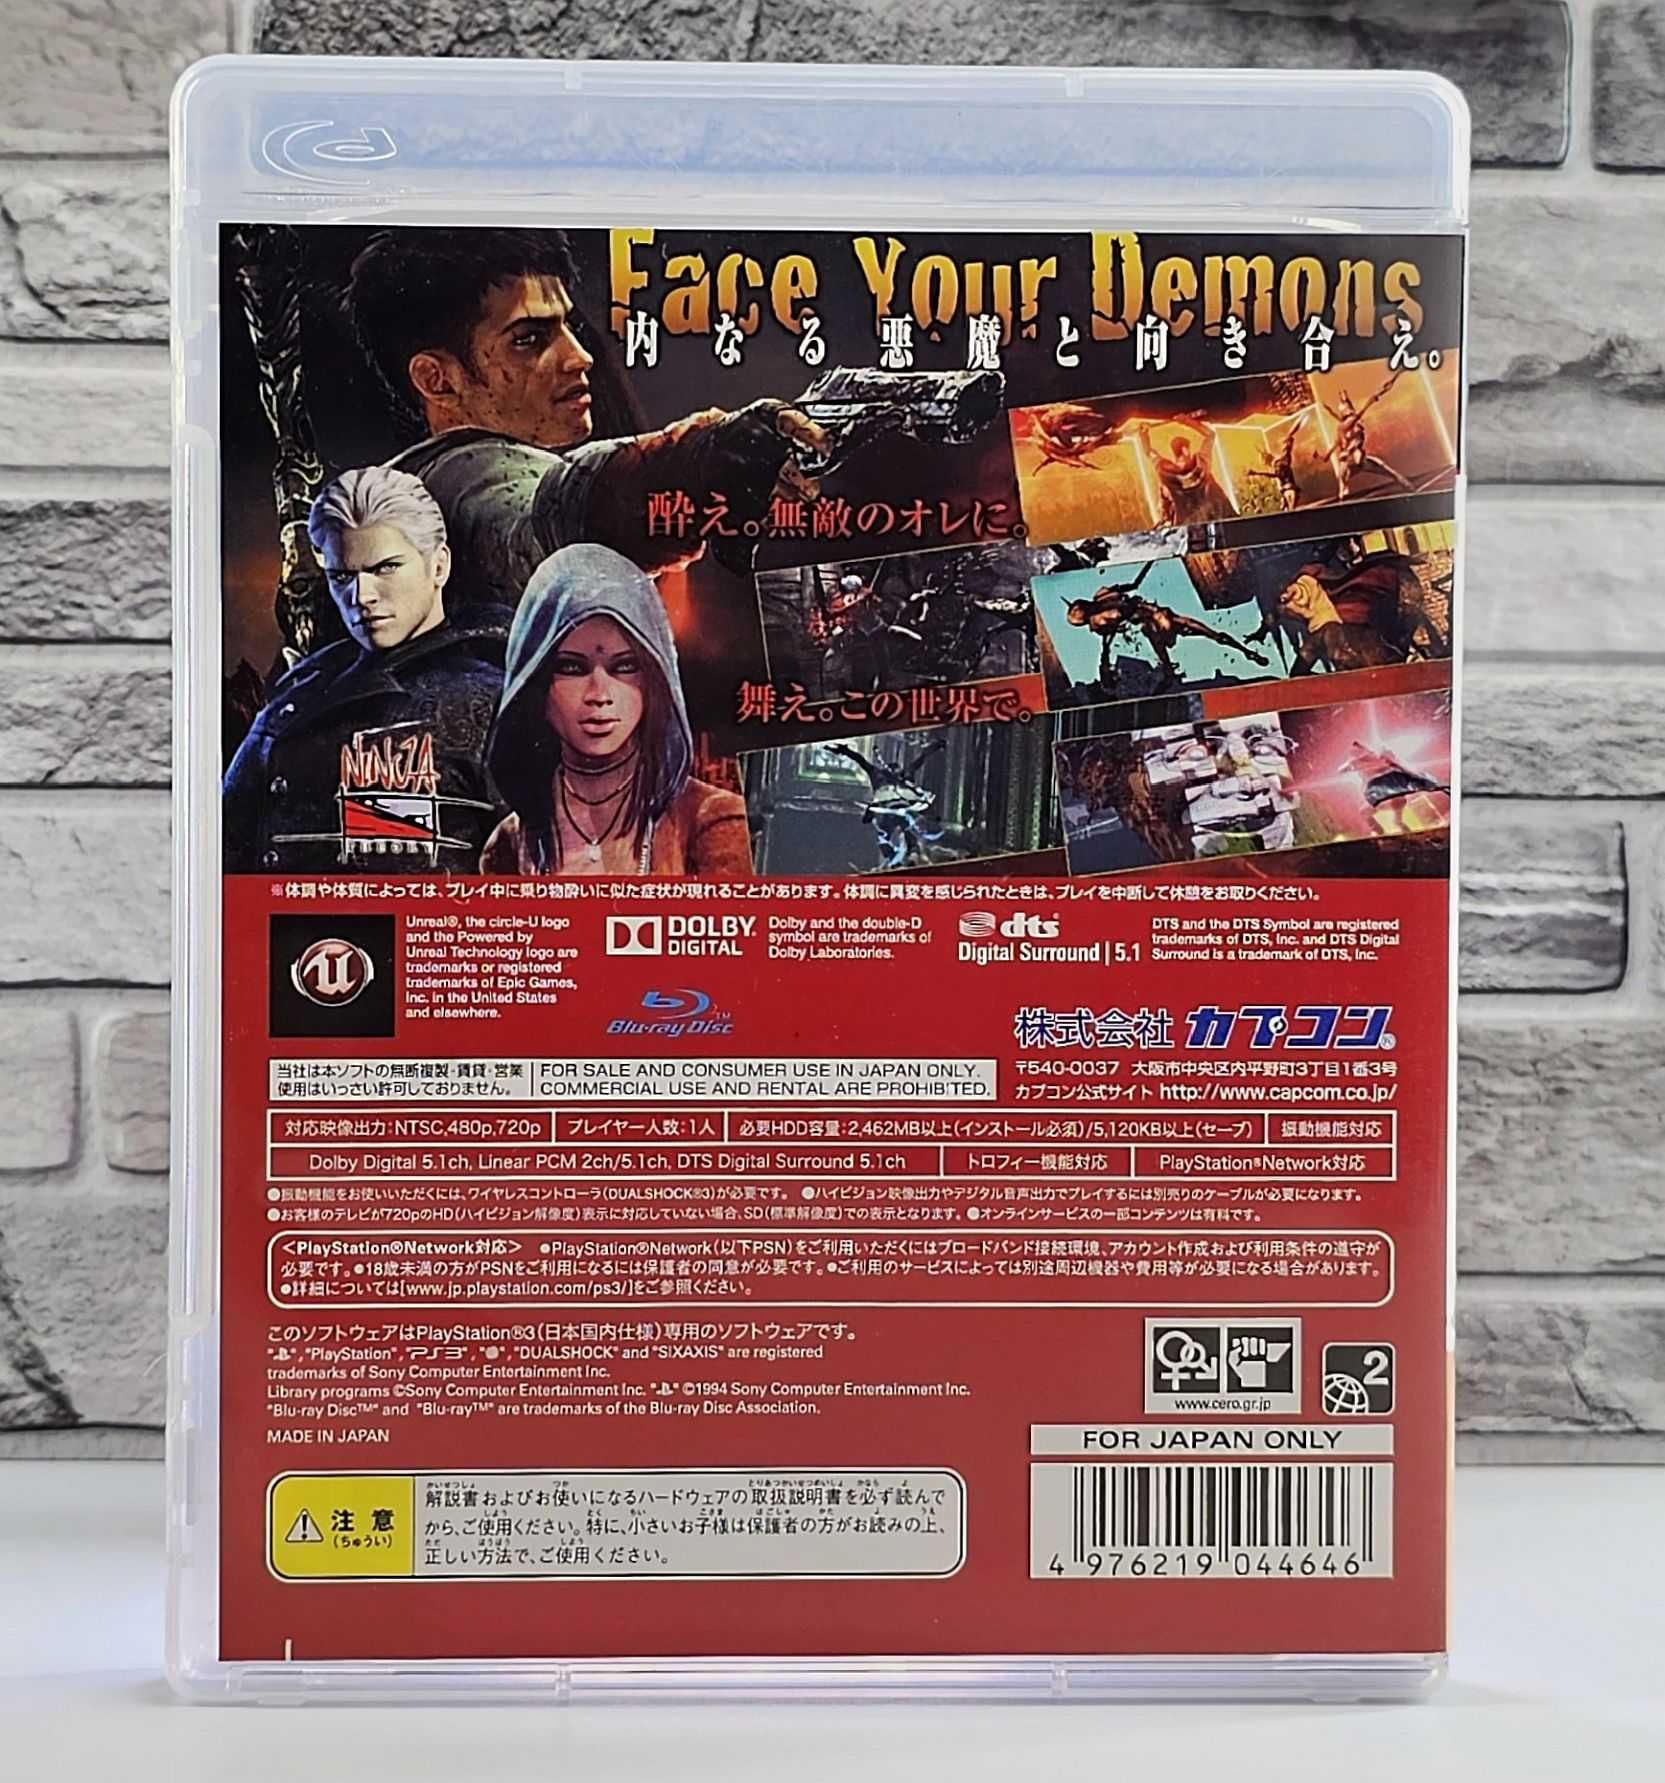 Face Your Demons
内なる悪魔と向き合え。
酔え。無敵のオレに。
舞え。この世界で。
NINJA
THEORY
※体調や体質によっては、プレイ中に乗り物酔いに似た症状が現れることがあります。体調に異変を感じられたときは、プレイを中断して休憩をお取りください。
Unreal®, the circle-U logo
and the Powered by
Unreal Technology logo are
trademarks or registered
trademarks of Epic Games,
Inc. in the United States
and elsewhere.
DOLBY
DIGITAL
Dolby and the double-D
symbol are trademarks of
Dolby Laboratories.
dts
Digital Surround | 5.1
DTS and the DTS Symbol are registered
trademarks of DTS, Inc. and DTS Digital
Surround is a trademark of DTS, Inc.
Blu-ray Disc™
株式会社 カプコン®
〒540-0037 大阪市中央区内平野町3丁目1番3号
カプコン公式サイト http://www.capcom.co.jp/
当社は本ソフトの無断複製・賃貸・営業
使用はいっさい許可しておりません。
FOR SALE AND CONSUMER USE IN JAPAN ONLY.
COMMERCIAL USE AND RENTAL ARE PROHIBITED.
対応映像出力:NTSC,480p,720p プレイヤー人数:1人 必要HDD容量:2,462MB以上(インストール必須)/5,120KB以上(セーブ) 振動機能対応
Dolby Digital 5.1ch, Linear PCM 2ch/5.1ch, DTS Digital Surround 5.1ch トロフィー機能対応 PlayStation®Network対応
●振動機能をお使いいただくには、ワイヤレスコントローラ(DUALSHOCK®3)が必要です。 ●ハイビジョン映像出力やデジタル音声出力でプレイするには別売りのケーブルが必要になります。
●お客様のテレビが720pのHD(ハイビジョン解像度)表示に対応していない場合、SD(標準解像度)での表示となります。●オンラインサービスの一部コンテンツは有料です。
<PlayStation®Network対応> ●PlayStation®Network(以下PSN)をご利用いただくにはブロードバンド接続環境、アカウント作成および利用条件の遵守が
必要です。●18歳未満の方がPSNをご利用になるには保護者の同意が必要です。●ご利用のサービスによっては別途周辺機器や費用等が必要になる場合があります。
●詳細については[www.jp.playstation.com/ps3/]をご参照ください。
このソフトウェアはPlayStation®3(日本国内仕様)専用のソフトウェアです。
"", "PlayStation", "PS3", "", "DUALSHOCK" and "SIXAXIS" are registered
trademarks of Sony Computer Entertainment Inc.
Library programs ©Sony Computer Entertainment Inc. "" ©1994 Sony Computer Entertainment Inc.
"Blu-ray Disc™" and "Blu-ray™" are trademarks of the Blu-ray Disc Association.
MADE IN JAPAN
www.cero.gr.jp
2
FOR JAPAN ONLY
注意
(ちゅうい)
解説書およびお使いになるハードウェアの取扱説明書を必ず読んで
から、ご使用ください。特に、小さいお子様は保護者の方がお読みの上、
正しい方法で、ご使用ください。
4 976219 044646